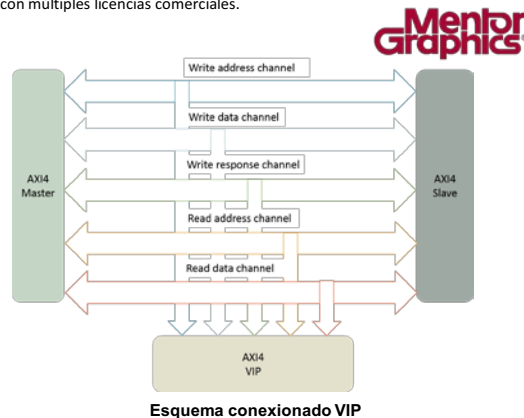 con multiples licencias comerciales.
Mentor
Graphics
Write address channel
Write data channel
Write response channel
AXI4
Master
AXI4
Slave
Read address channel
Read data channel
AXI4
VIP
Esquema conexionado VIP